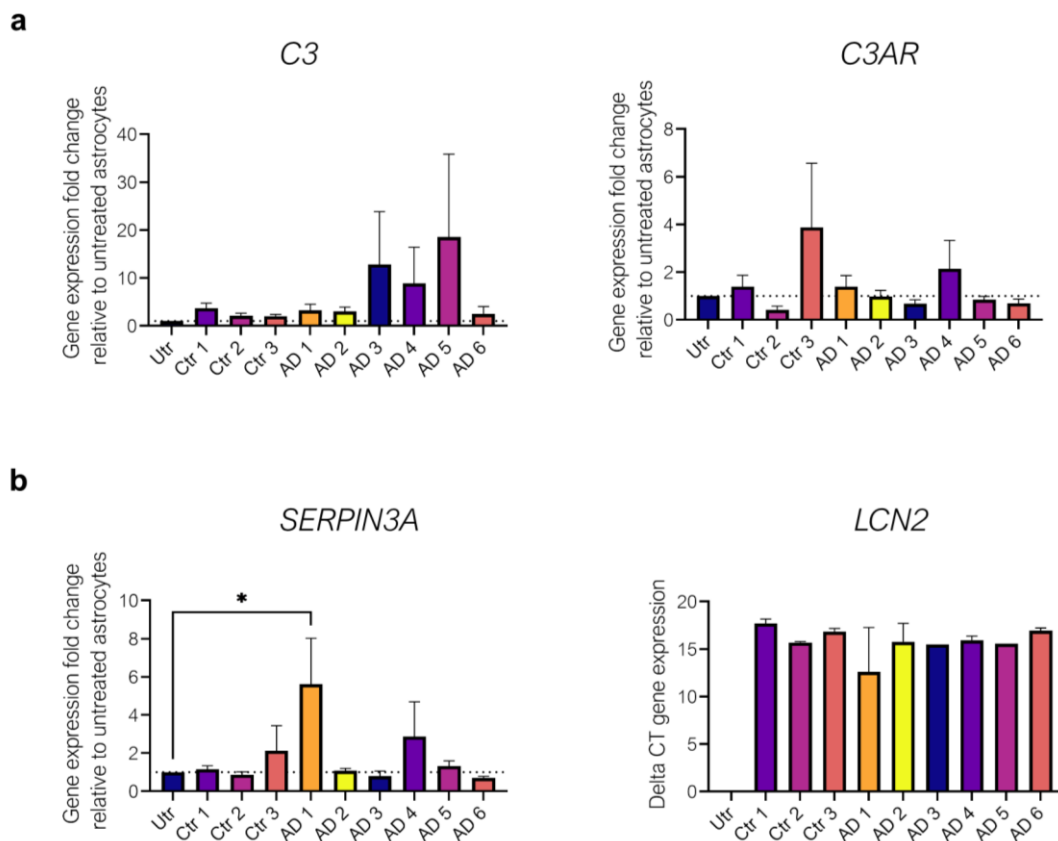 a
C3
Gene expression fold change
relative to untreated astrocytes
40
30
20
10
0
Utr
Ctr 1
Ctr 2
Ctr 3
AD 1
AD 2
AD 3
AD 4
AD 5
AD 6
C3AR
Gene expression fold change
relative to untreated astrocytes
8
6
4
2
0
Utr
Ctr 1
Ctr 2
Ctr 3
AD 1
AD 2
AD 3
AD 4
AD 5
AD 6
b
SERPIN3A
Gene expression fold change
relative to untreated astrocytes
10
8
6
4
2
0
*
Utr
Ctr 1
Ctr 2
Ctr 3
AD 1
AD 2
AD 3
AD 4
AD 5
AD 6
LCN2
Delta CT gene expression
20
15
10
5
0
Utr
Ctr 1
Ctr 2
Ctr 3
AD 1
AD 2
AD 3
AD 4
AD 5
AD 6